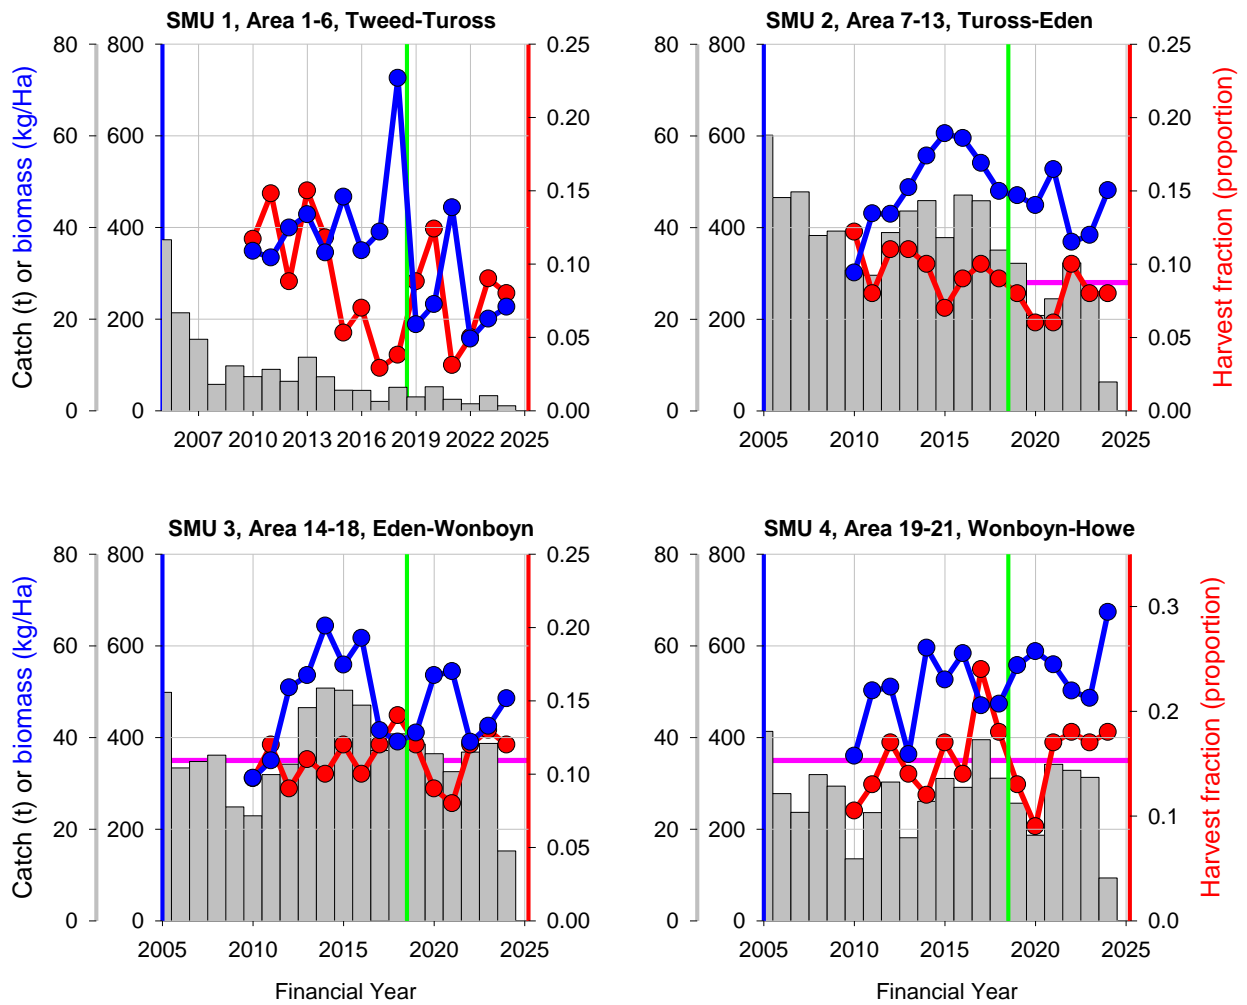 SMU 1, Area 1-6, Tweed-Tuross
SMU 2, Area 7-13, Tuross-Eden
80 800 0.25
60 600 0.20
0.15
40 400
0.10
20 200
0.05
0 0 0.00
2007 2010 2013 2016 2019 2022 2025
Catch (t) or biomass (kg/Ha)
80 800 0.25
60 600 0.20
0.15
40 400
0.10
20 200
0.05
0 0 0.00
2005 2010 2015 2020 2025
Harvest fraction (proportion)
SMU 3, Area 14-18, Eden-Wonboyn
SMU 4, Area 19-21, Wonboyn-Howe
80 800 0.25
60 600 0.20
0.15
40 400
0.10
20 200
0.05
0 0 0.00
2005 2010 2015 2020 2025
Catch (t) or biomass (kg/Ha)
Financial Year
80 800
0.3
60 600
0.2
40 400
0.1
20 200
0 0 0.0
2005 2010 2015 2020 2025
Harvest fraction (proportion)
Financial Year